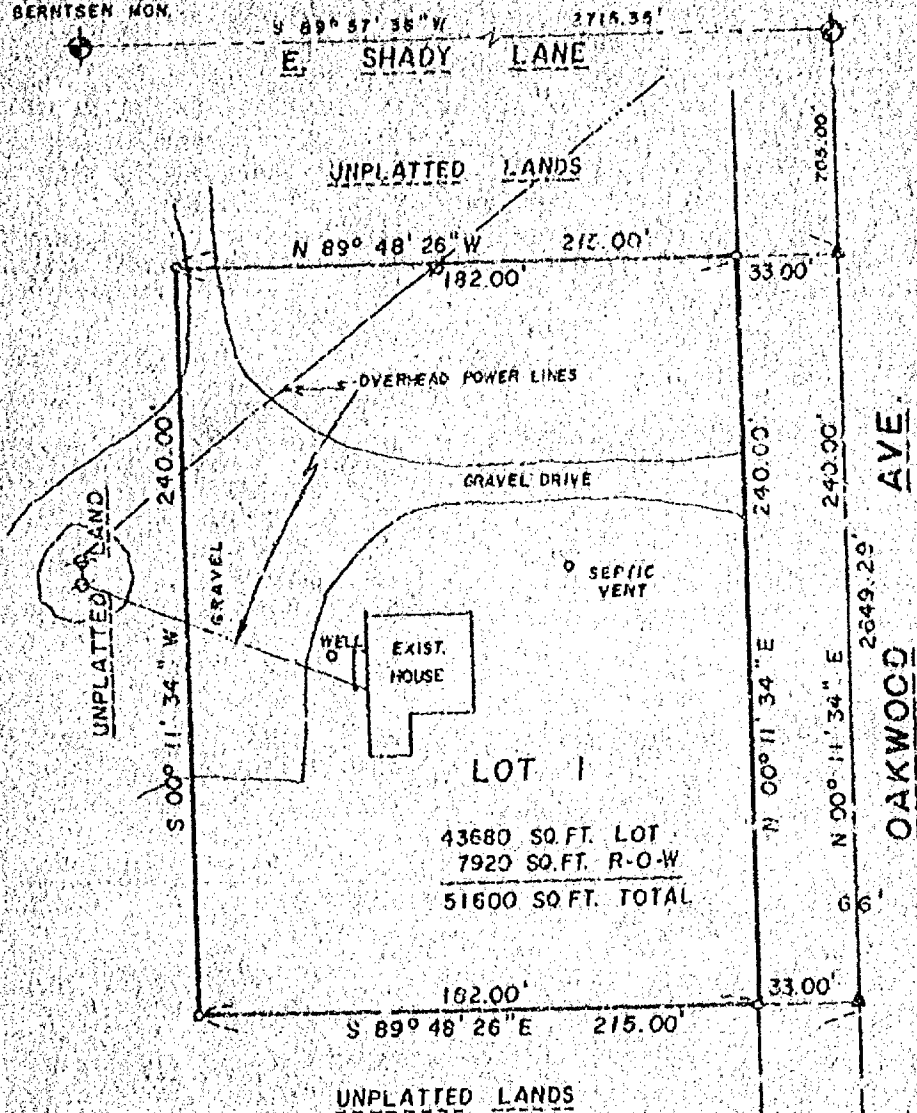 BERNTSEN MON.
S 89° 57' 36" W 2715.35'
E. SHADY LANE
705.00'
UNPLATTED LANDS
N 89° 48' 26" W 215.00'
182.00'
33.00'
OVERHEAD POWER LINES
240.00'
GRAVEL DRIVE
240.00'
240.00'
OAKWOOD AVE.
2649.29'
UNPLATTED LAND
GRAVEL
SEPTIC
VENT
WELL
EXIST.
HOUSE
S 00° 11' 34" W
N 00° 11' 34" E
N 00° 11' 34" E
LOT 1
43680 SQ.FT. LOT
7920 SQ.FT. R-O-W
51600 SQ.FT. TOTAL
66'
182.00'
33.00'
S 89° 48' 26" E 215.00'
UNPLATTED LANDS